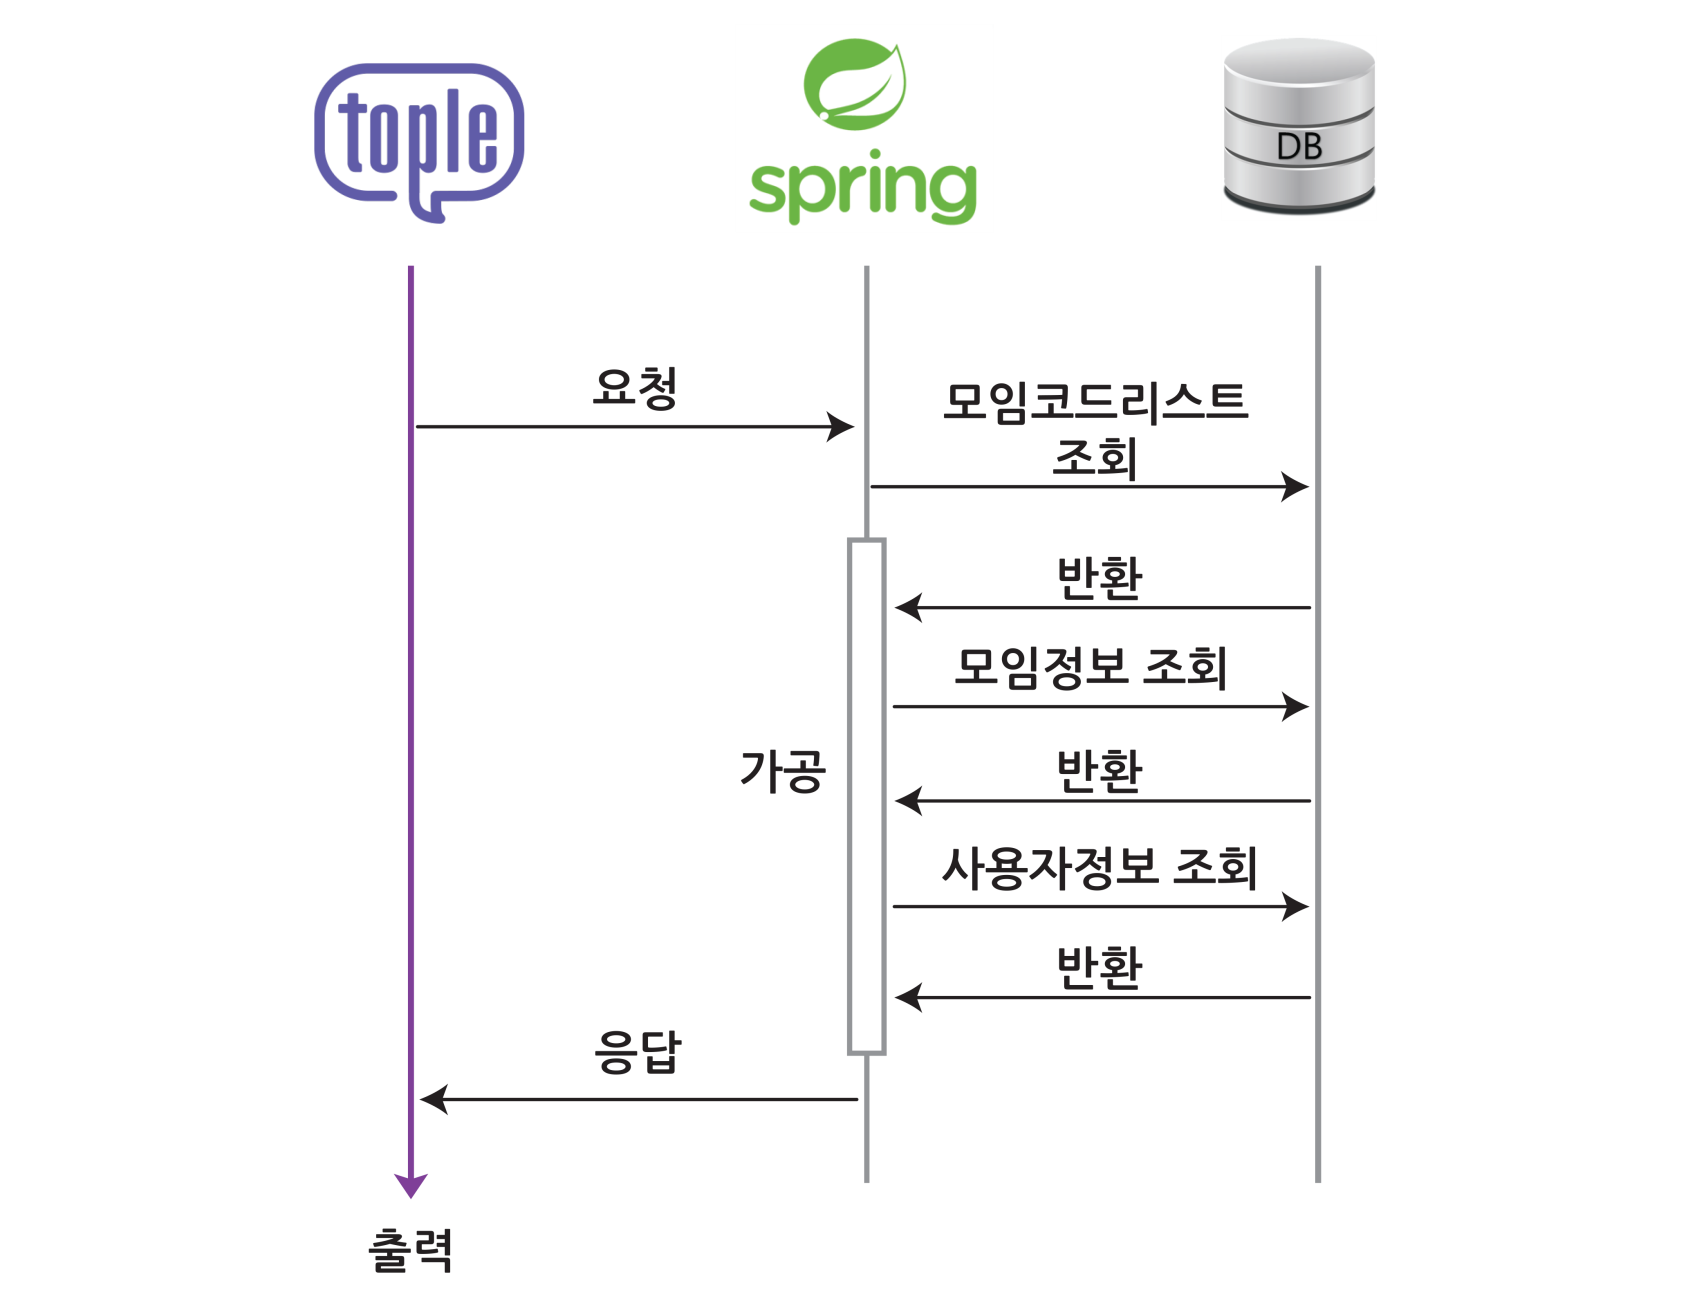 tople
spring
DB
요청
모임코드리스트
조회
반환
모임정보 조회
가공
반환
사용자정보 조회
반환
응답
출력